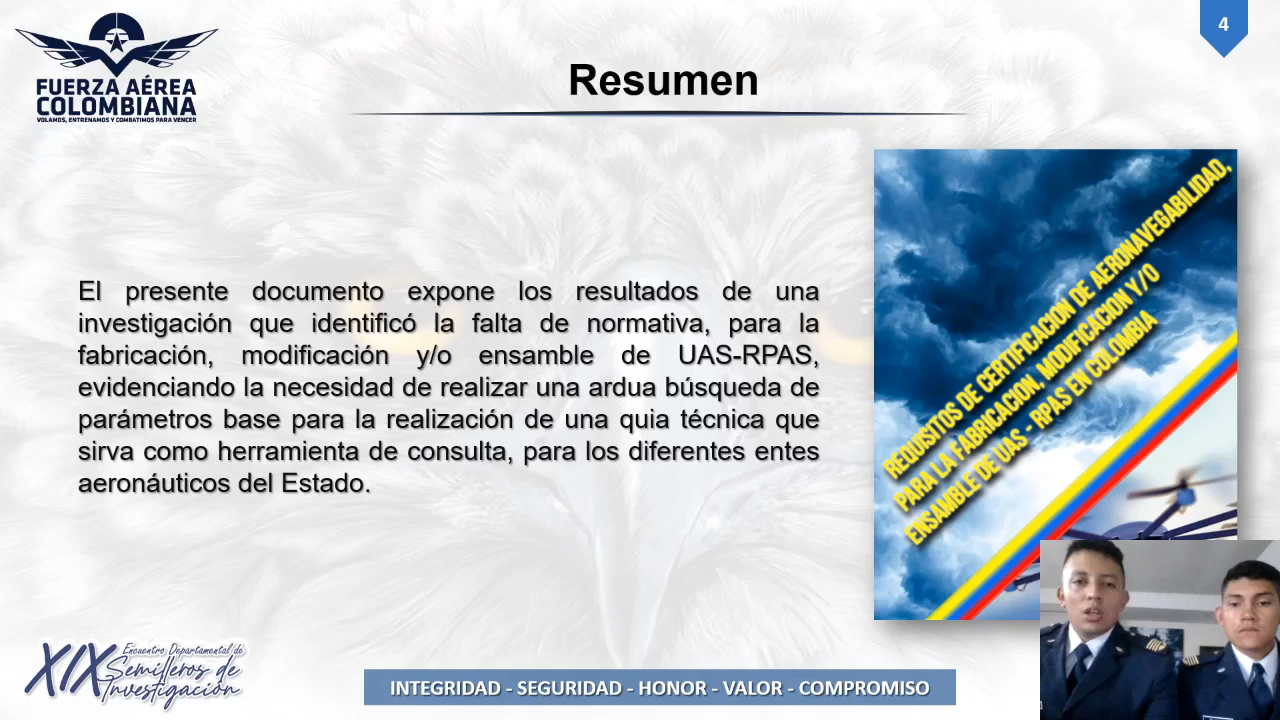 4
FUERZA AÉREA
COLOMBIANA
VOLAMOS, ENTRENAMOS Y COMBATIMOS PARA VENCER
Resumen
El presente documento expone los resultados de una
investigación que identificó la falta de normativa, para la
fabricación, modificación y/o ensamble de UAS-RPAS,
evidenciando la necesidad de realizar una ardua búsqueda de
parámetros base para la realización de una quia técnica que
sirva como herramienta de consulta, para los diferentes entes
aeronáuticos del Estado.
REQUISITOS DE CERTIFICACION DE AERONAVEGABILIDAD,
PARA LA FABRICACION, MODIFICACION Y/O
ENSAMBLE DE UAS - RPAS EN COLOMBIA
XIX Encuentro Departamental de
Semilleros de
Investigación
INTEGRIDAD - SEGURIDAD - HONOR - VALOR - COMPROMISO